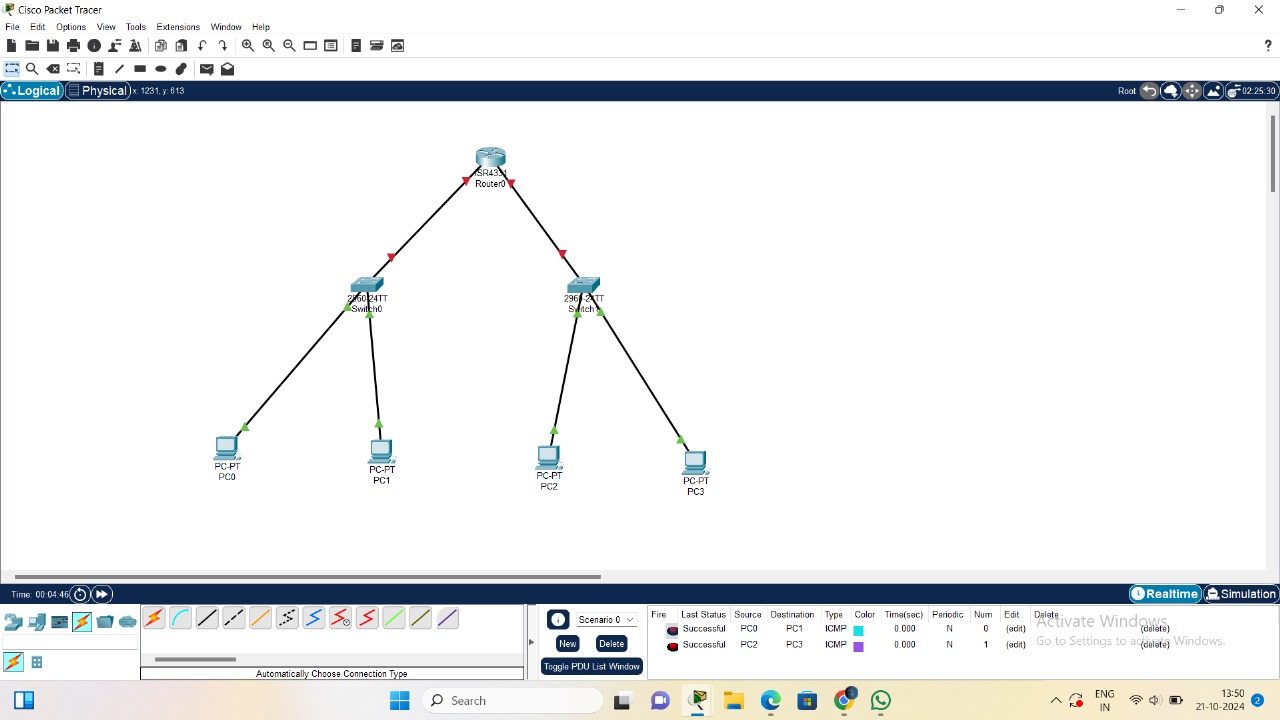 Cisco Packet Tracer
File Edit Options View Tools Extensions Window Help
?
Logical Physical x: 1231, y: 613 Root 02:25:30
ISR4331
Router0
2960-24TT 2960-24TT
Switch0 Switch1
PC-PT PC-PT PC-PT PC-PT
PC0 PC1 PC2 PC3
Time: 00:04:46 Realtime Simulation
Scenario 0 Fire Last Status Source Destination Type Color Time(sec) Periodic Num Edit Delete
Successful PC0 PC1 ICMP 0.000 N 0 (edit) (delete)
New Delete Successful PC2 PC3 ICMP 0.000 N 1 (edit) (delete)
Toggle PDU List Window
Automatically Choose Connection Type
Activate Windows
Go to Settings to activate Windows.
Search ENG 13:50
IN 21-10-2024 2